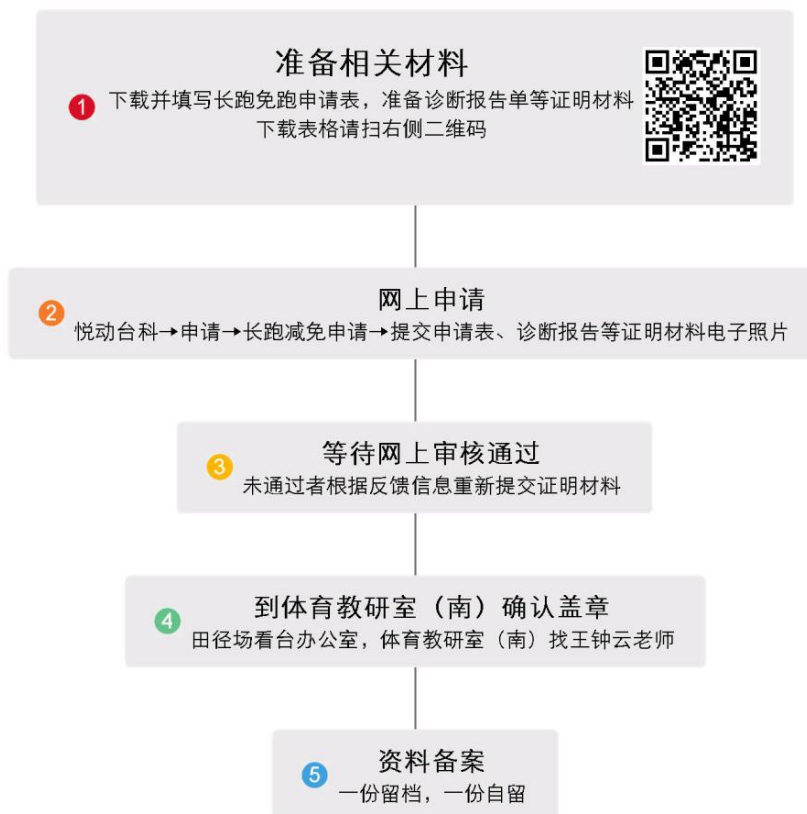 准备相关材料
1 下载并填写长跑免跑申请表，准备诊断报告单等证明材料
下载表格请扫右侧二维码
网上申请
2 悦动台科→申请→长跑减免申请→提交申请表、诊断报告等证明材料电子照片
等待网上审核通过
3 未通过者根据反馈信息重新提交证明材料
到体育教研室（南）确认盖章
4 田径场看台办公室，体育教研室（南）找王钟云老师
资料备案
5 一份留档，一份自留